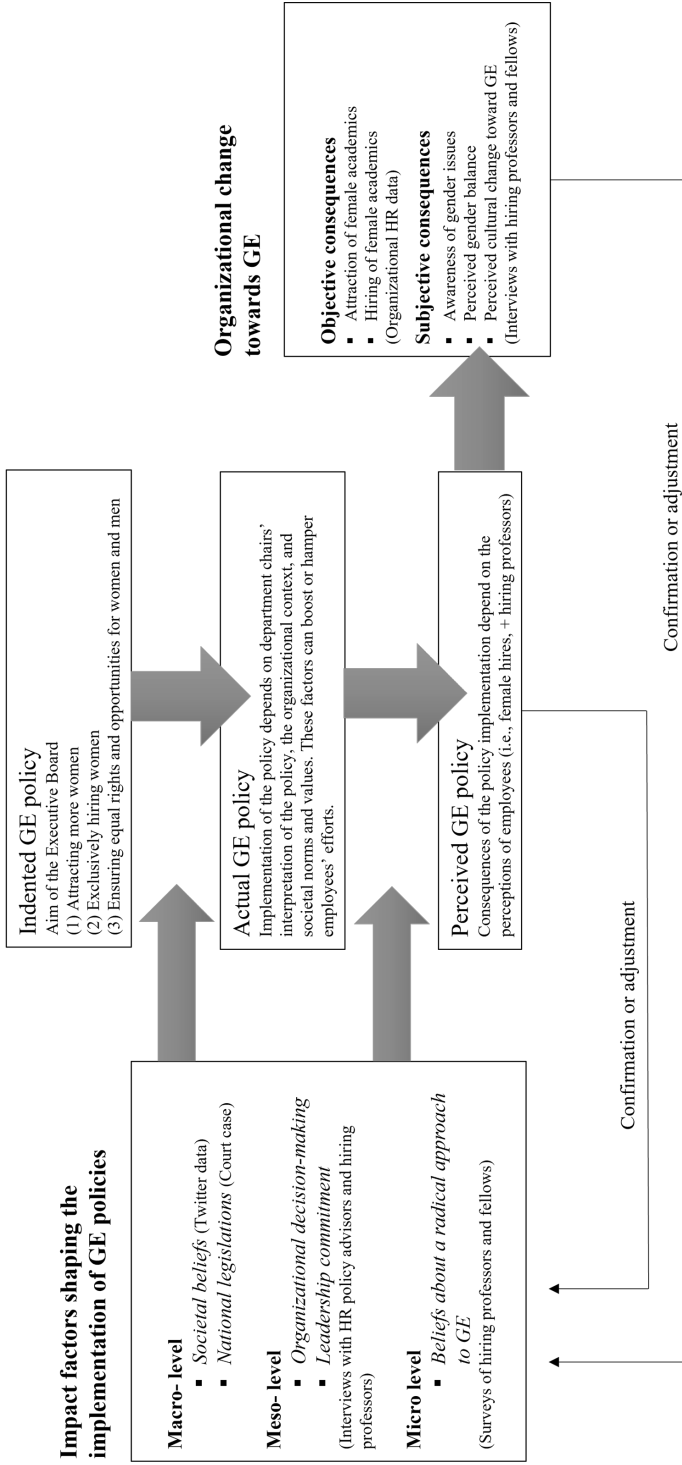 Impact factors shaping the
implementation of GE policies
Macro- level
▪ Societal beliefs (Twitter data)
▪ National legislations (Court case)
Meso- level
▪ Organizational decision-making
▪ Leadership commitment
(Interviews with HR policy advisors and hiring
professors)
Micro level
▪ Beliefs about a radical approach
to GE
(Surveys of hiring professors and fellows)
Indented GE policy
Aim of the Executive Board
(1) Attracting more women
(2) Exclusively hiring women
(3) Ensuring equal rights and opportunities for women and men
Actual GE policy
Implementation of the policy depends on department chairs’
interpretation of the policy, the organizational context, and
societal norms and values. These factors can boost or hamper
employees’ efforts.
Perceived GE policy
Consequences of the policy implementation depend on the
perceptions of employees (i.e., female hires, + hiring professors)
Organizational change
towards GE
Objective consequences
▪ Attraction of female academics
▪ Hiring of female academics
(Organizational HR data)
Subjective consequences
▪ Awareness of gender issues
▪ Perceived gender balance
▪ Perceived cultural change toward GE
(Interviews with hiring professors and fellows)
Confirmation or adjustment
Confirmation or adjustment